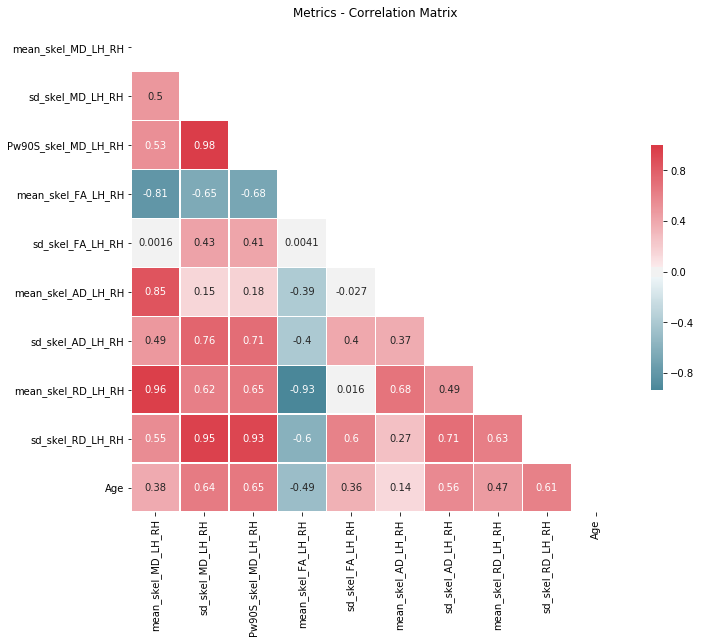 Metrics - Correlation Matrix
mean_skel_MD_LH_RH
sd_skel_MD_LH_RH 0.5
Pw90S_skel_MD_LH_RH 0.53 0.98
mean_skel_FA_LH_RH -0.81 -0.65 -0.68
sd_skel_FA_LH_RH 0.0016 0.43 0.41 0.0041
mean_skel_AD_LH_RH 0.85 0.15 0.18 -0.39 -0.027
sd_skel_AD_LH_RH 0.49 0.76 0.71 -0.4 0.4 0.37
mean_skel_RD_LH_RH 0.96 0.62 0.65 -0.93 0.016 0.68 0.49
sd_skel_RD_LH_RH 0.55 0.95 0.93 -0.6 0.6 0.27 0.71 0.63
Age 0.38 0.64 0.65 -0.49 0.36 0.14 0.56 0.47 0.61
mean_skel_MD_LH_RH
sd_skel_MD_LH_RH
Pw90S_skel_MD_LH_RH
mean_skel_FA_LH_RH
sd_skel_FA_LH_RH
mean_skel_AD_LH_RH
sd_skel_AD_LH_RH
mean_skel_RD_LH_RH
sd_skel_RD_LH_RH
Age
0.8
0.4
0.0
−0.4
−0.8